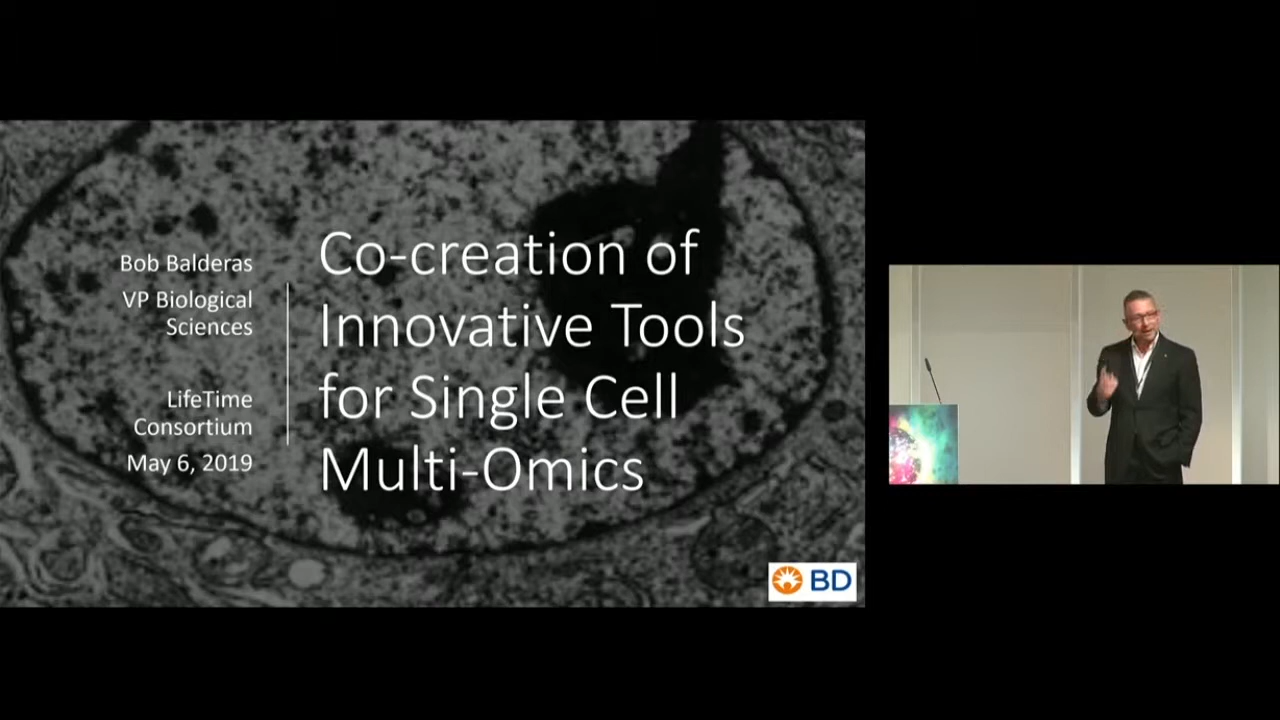 Bob Balderas
VP Biological
Sciences
LifeTime
Consortium
May 6, 2019
Co-creation of
Innovative Tools
for Single Cell
Multi-Omics
BD